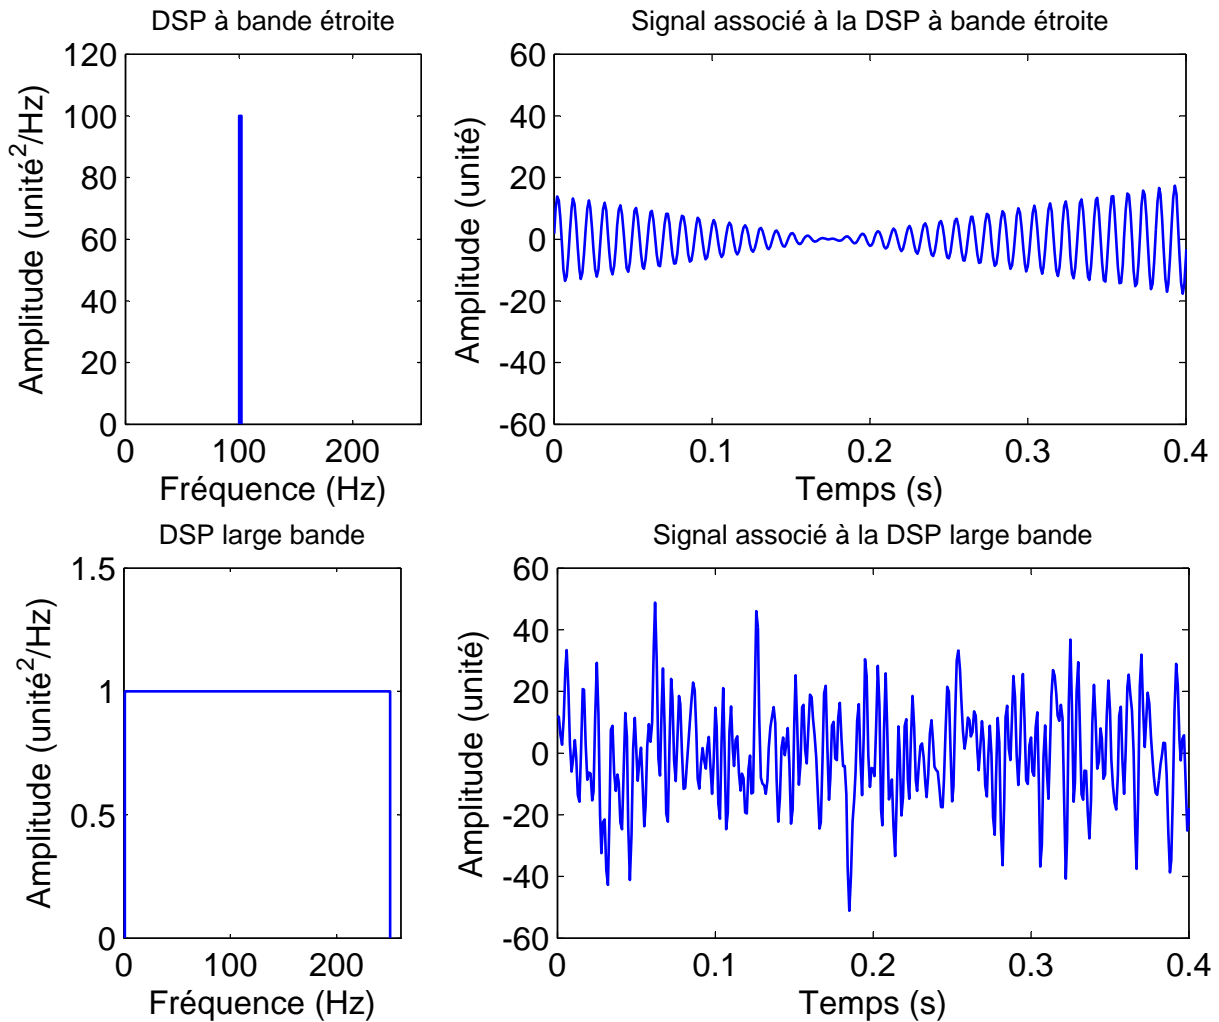 DSP à bande étroite
Amplitude (unité²/Hz)
120
100
80
60
40
20
0
0 100 200
Fréquence (Hz)
Signal associé à la DSP à bande étroite
Amplitude (unité)
60
40
20
0
-20
-40
-60
0 0.1 0.2 0.3 0.4
Temps (s)
DSP large bande
Amplitude (unité²/Hz)
1.5
1
0.5
0
0 100 200
Fréquence (Hz)
Signal associé à la DSP large bande
Amplitude (unité)
60
40
20
0
-20
-40
-60
0 0.1 0.2 0.3 0.4
Temps (s)